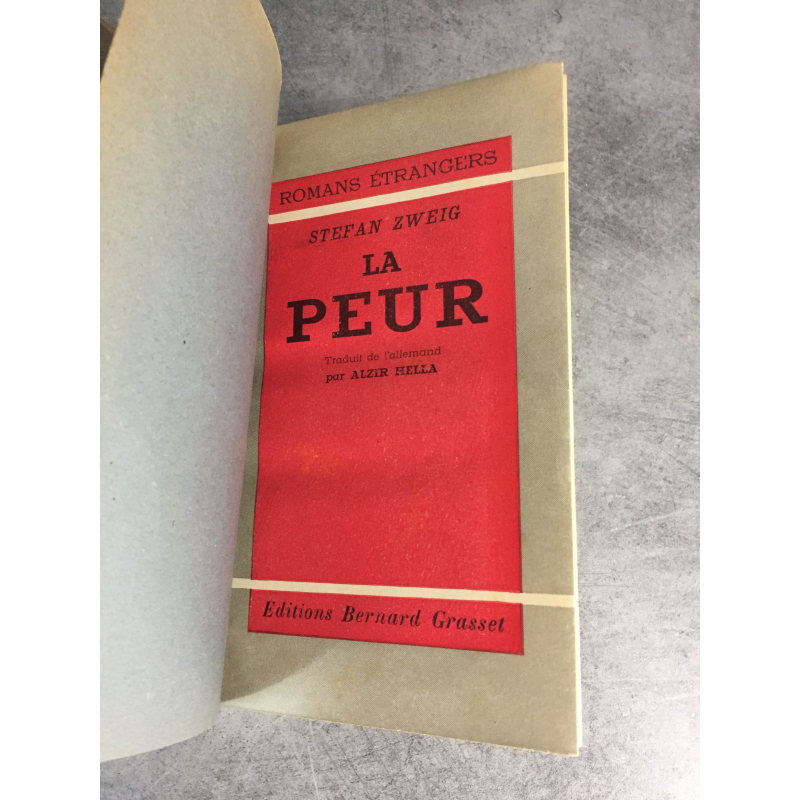 ROMANS ÉTRANGERS
STEFAN ZWEIG
LA
PEUR
Traduit de l'allemand
par ALZIR HELLA
Editions Bernard Grasset